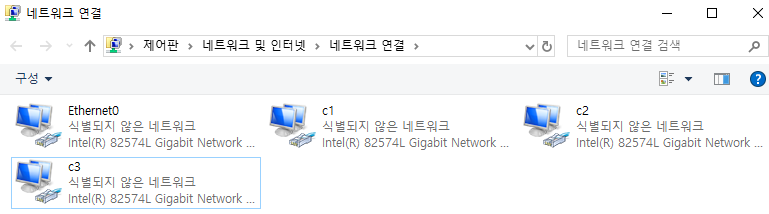 네트워크 연결
제어판 > 네트워크 및 인터넷 > 네트워크 연결 >
네트워크 연결 검색
구성
Ethernet0
식별되지 않은 네트워크
Intel(R) 82574L Gigabit Network ...
c1
식별되지 않은 네트워크
Intel(R) 82574L Gigabit Network ...
c2
식별되지 않은 네트워크
Intel(R) 82574L Gigabit Network ...
c3
식별되지 않은 네트워크
Intel(R) 82574L Gigabit Network ...